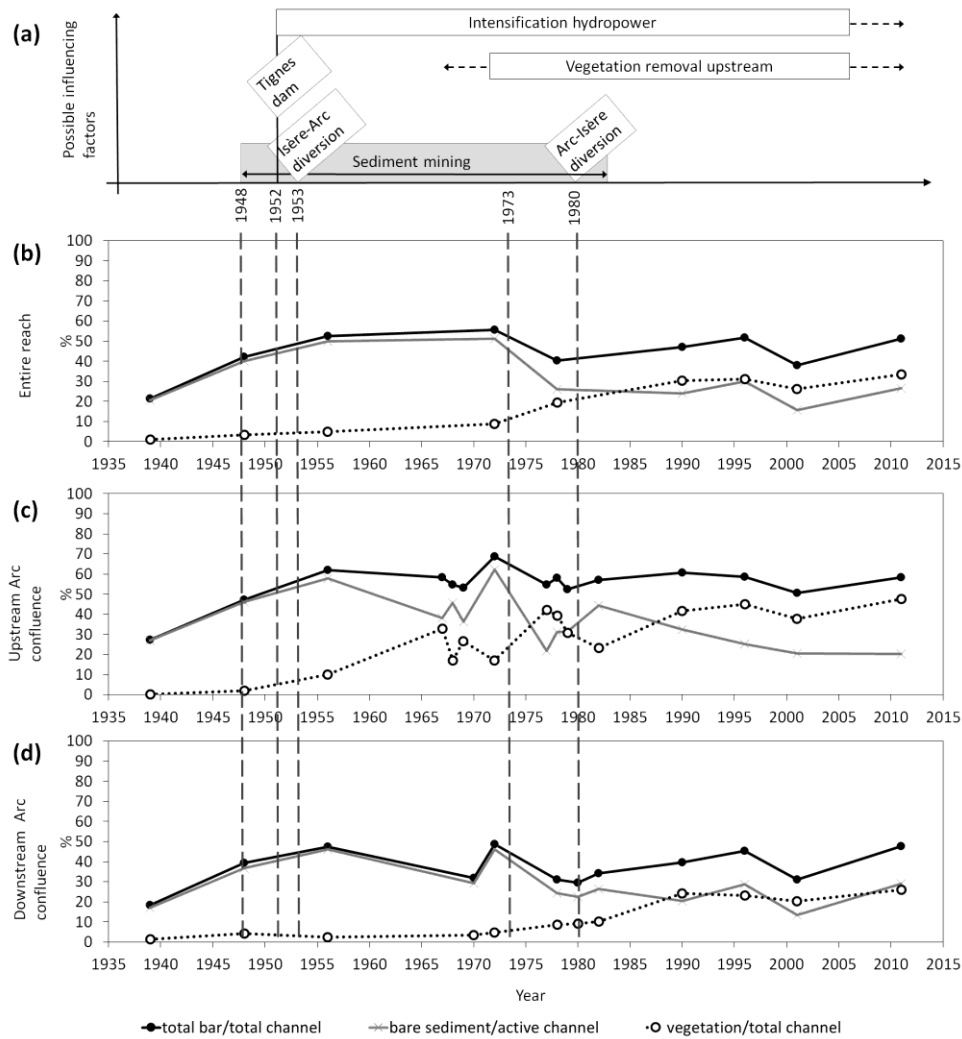 (a)
Possible influencing
factors
Intensification hydropower
Vegetation removal upstream
Tignes
dam
Isère-Arc
diversion
Arc-Isère
diversion
Sediment mining
1948
1952
1953
1973
1980
(b)
Entire reach
%
100
90
80
70
60
50
40
30
20
10
0
1935 1940 1945 1950 1955 1960 1965 1970 1975 1980 1985 1990 1995 2000 2005 2010 2015
(c)
Upstream Arc
confluence
%
100
90
80
70
60
50
40
30
20
10
0
1935 1940 1945 1950 1955 1960 1965 1970 1975 1980 1985 1990 1995 2000 2005 2010 2015
(d)
Downstream Arc
confluence
%
100
90
80
70
60
50
40
30
20
10
0
1935 1940 1945 1950 1955 1960 1965 1970 1975 1980 1985 1990 1995 2000 2005 2010 2015
Year
total bar/total channel bare sediment/active channel vegetation/total channel